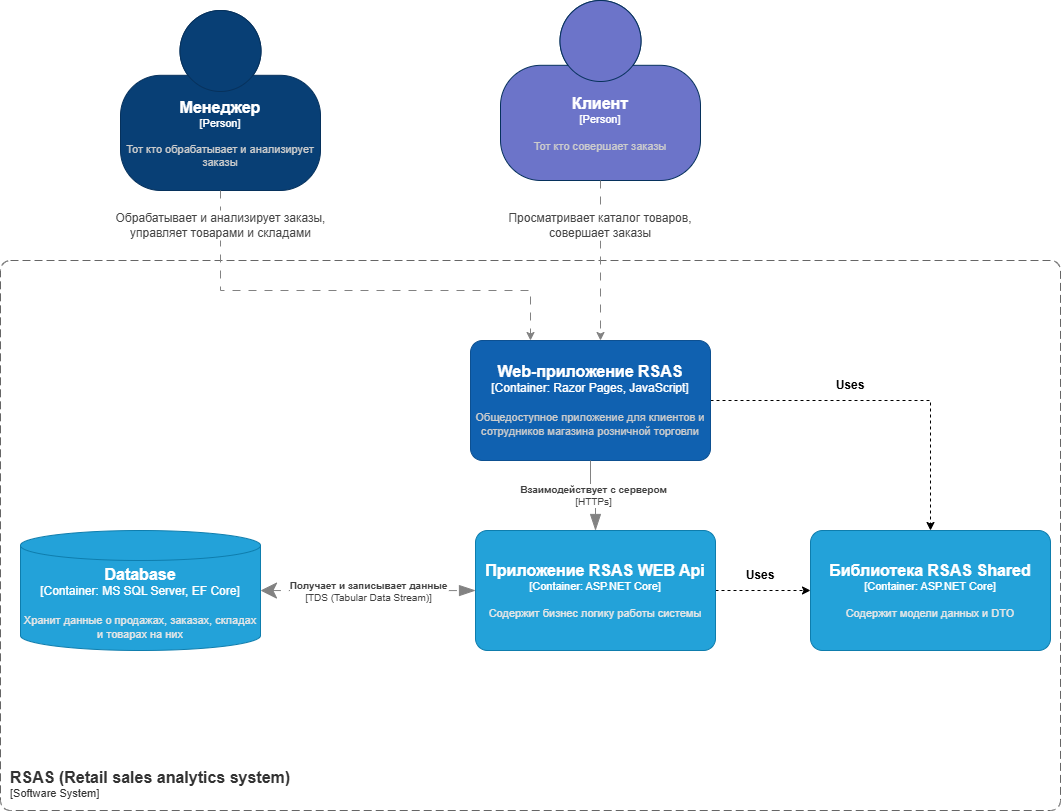 Менеджер
[Person]
Тот кто обрабатывает и анализирует
заказы
Клиент
[Person]
Тот кто совершает заказы
Обрабатывает и анализирует заказы,
управляет товарами и складами
Просматривает каталог товаров,
совершает заказы
Web-приложение RSAS
[Container: Razor Pages, JavaScript]
Общедоступное приложение для клиентов и
сотрудников магазина розничной торговли
Uses
Взаимодействует с сервером
[HTTPs]
Database
[Container: MS SQL Server, EF Core]
Хранит данные о продажах, заказах, складах
и товарах на них
Получает и записывает данные
[TDS (Tabular Data Stream)]
Приложение RSAS WEB Api
[Container: ASP.NET Core]
Содержит бизнес логику работы системы
Uses
Библиотека RSAS Shared
[Container: ASP.NET Core]
Содержит модели данных и DTO
RSAS (Retail sales analytics system)
[Software System]